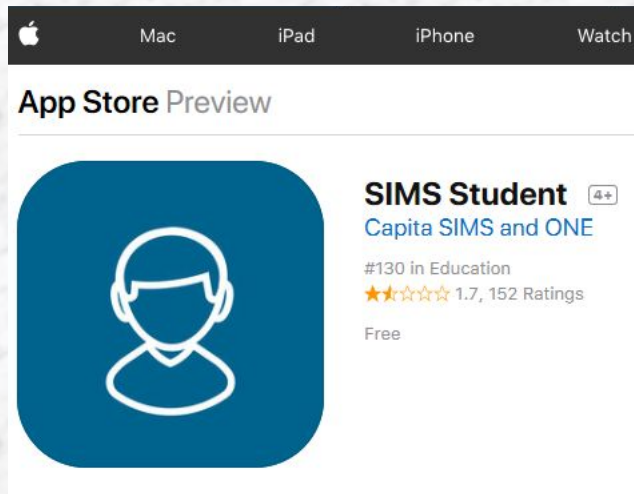 Mac iPad iPhone Watch
App Store Preview
SIMS Student 4+
Capita SIMS and ONE
#130 in Education
1.7, 152 Ratings
Free